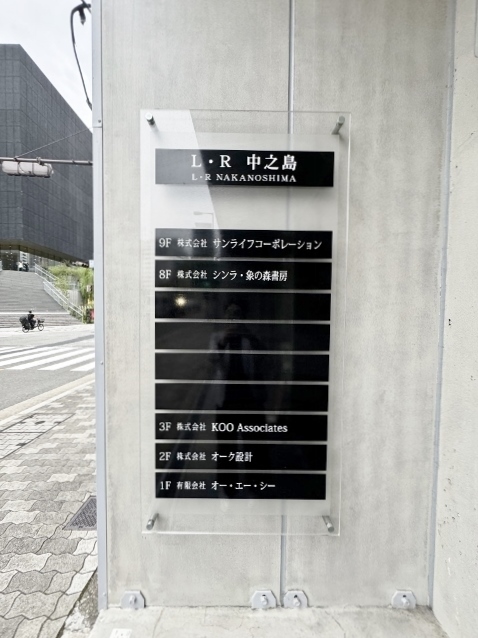 L・R 中之島
L・R NAKANOSHIMA
9F 株式会社 サンライフコーポレーション
8F 株式会社 シンラ・象の森書房
3F 株式会社 KOO Associates
2F 株式会社 オーク設計
1F 有限会社 オー・エー・シー